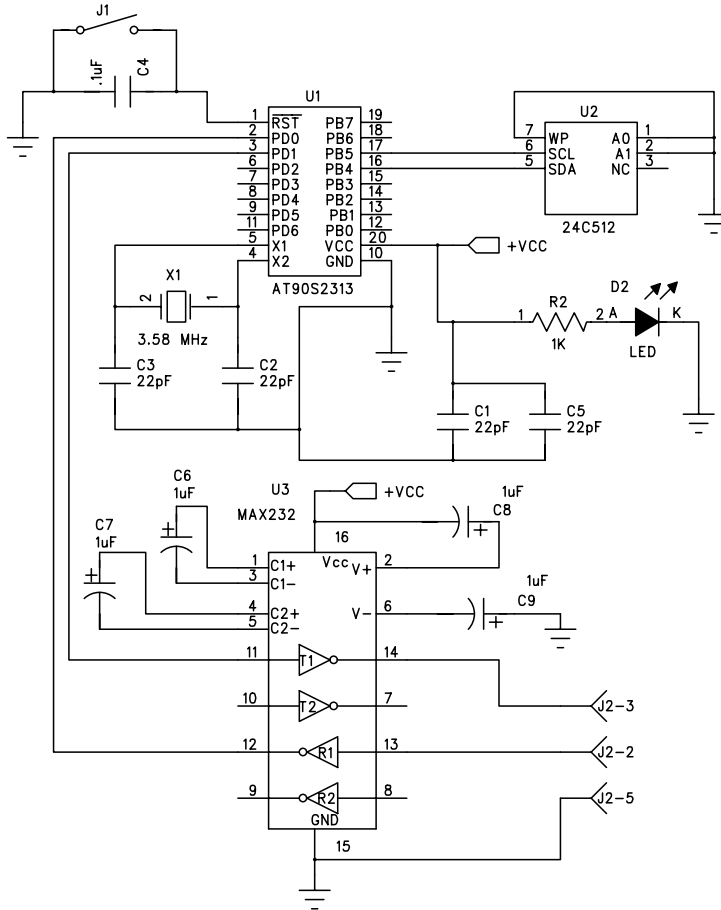 J1
.1uF
C4
U1
1 RST PB7 19
2 PD0 PB6 18
3 PD1 PB5 17
6 PD2 PB4 16
7 PD3 PB3 15
8 PD4 PB2 14
9 PD5 PB1 13
11 PD6 PB0 12
5 X1 VCC 20
4 X2 GND 10
AT90S2313
U2
7 WP A0 1
6 SCL A1 2
5 SDA NC 3
24C512
+VCC
X1
2 1
3.58 MHz
C3
22pF
C2
22pF
D2
R2
1 2 A K
1K
LED
C1
22pF
C5
22pF
C6
1uF
C7
1uF
U3
MAX232
+VCC
16
1uF
C8
+
1 C1+ Vcc V+ 2
3 C1-
+
+
4 C2+ V- 6
5 C2-
1uF
C9
+
11 T1 14
10 T2 7
J2-3
12 R1 13
J2-2
9 R2 8
J2-5
GND
15